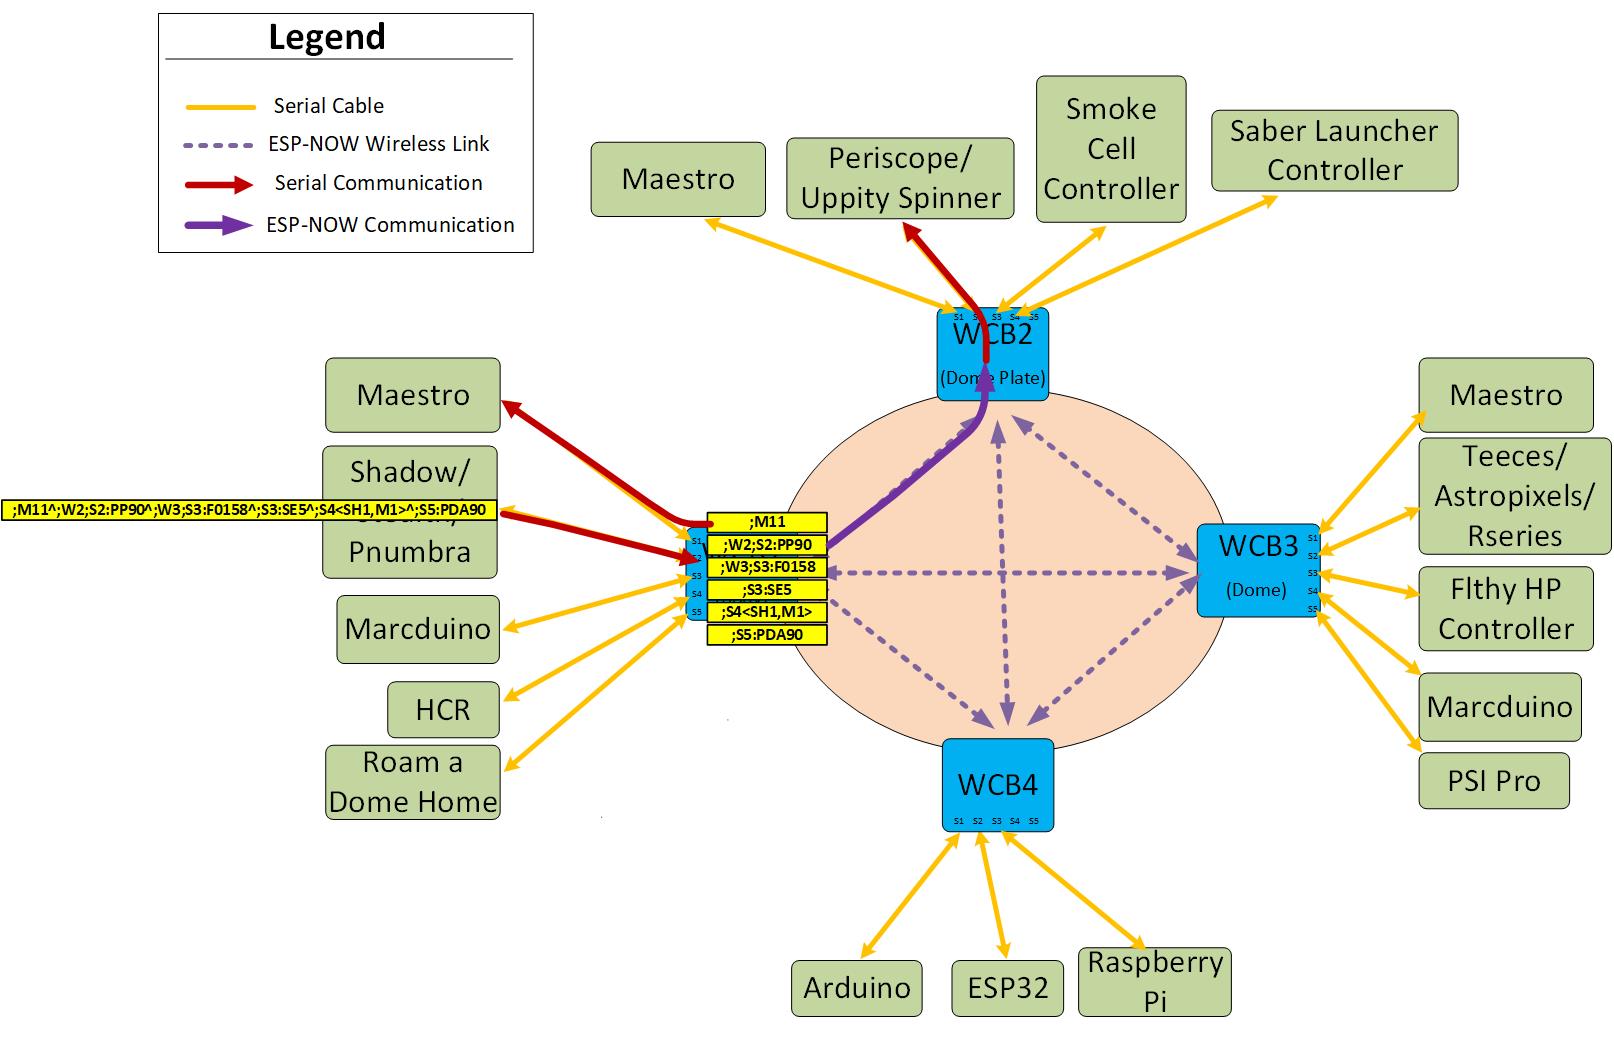 Legend
Serial Cable
ESP-NOW Wireless Link
Serial Communication
ESP-NOW Communication
Maestro
Periscope/
Uppity Spinner
Smoke
Cell
Controller
Saber Launcher
Controller
S1 S3 S4 S5
WCB2
(Dome Plate)
Maestro
Shadow/
;M11^;W2;S2:PP90^;W3;S3:F0158^;S3:SE5^;S4<SH1,M1>^;S5:PDA90
Pnumbra
Marcduino
HCR
Roam a
Dome Home
S1
S2
S3
S4
S5
;M11
;W2;S2:PP90
;W3;S3:F0158
;S3:SE5
;S4<SH1,M1>
;S5:PDA90
WCB3
(Dome)
S1
S2
S3
S4
S5
Maestro
Teeces/
Astropixels/
Rseries
Flthy HP
Controller
Marcduino
PSI Pro
WCB4
S1 S2 S3 S4 S5
Arduino
ESP32
Raspberry
Pi